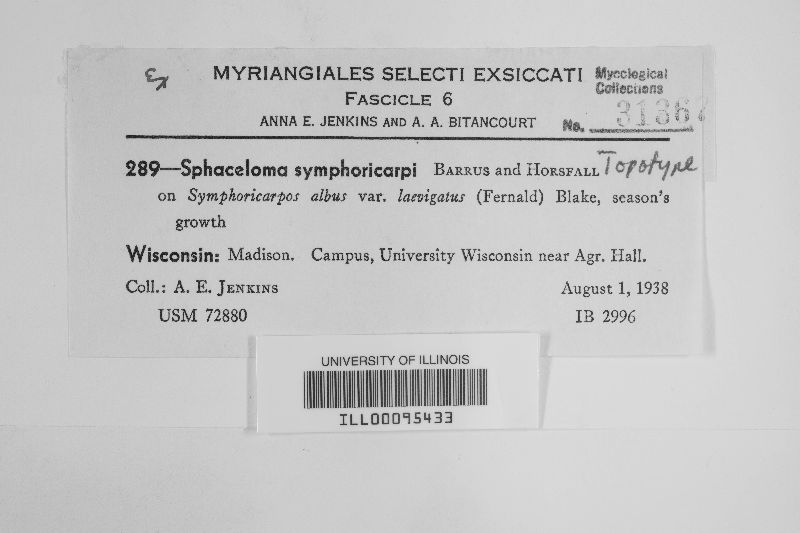 Ex
MYRIANGIALES SELECTI EXSICCATI
FASCICLE 6
ANNA E. JENKINS AND A. A. BITANCOURT
Mycological
Collections
No. 31367
289—Sphaceloma symphoricarpi BARRUS and HORSFALL Topotype
on Symphoricarpos albus var. laevigatus (Fernald) Blake, season's
growth
Wisconsin: Madison. Campus, University Wisconsin near Agr. Hall.
Coll.: A. E. JENKINS August 1, 1938
USM 72880 IB 2996
UNIVERSITY OF ILLINOIS
ILL00095433